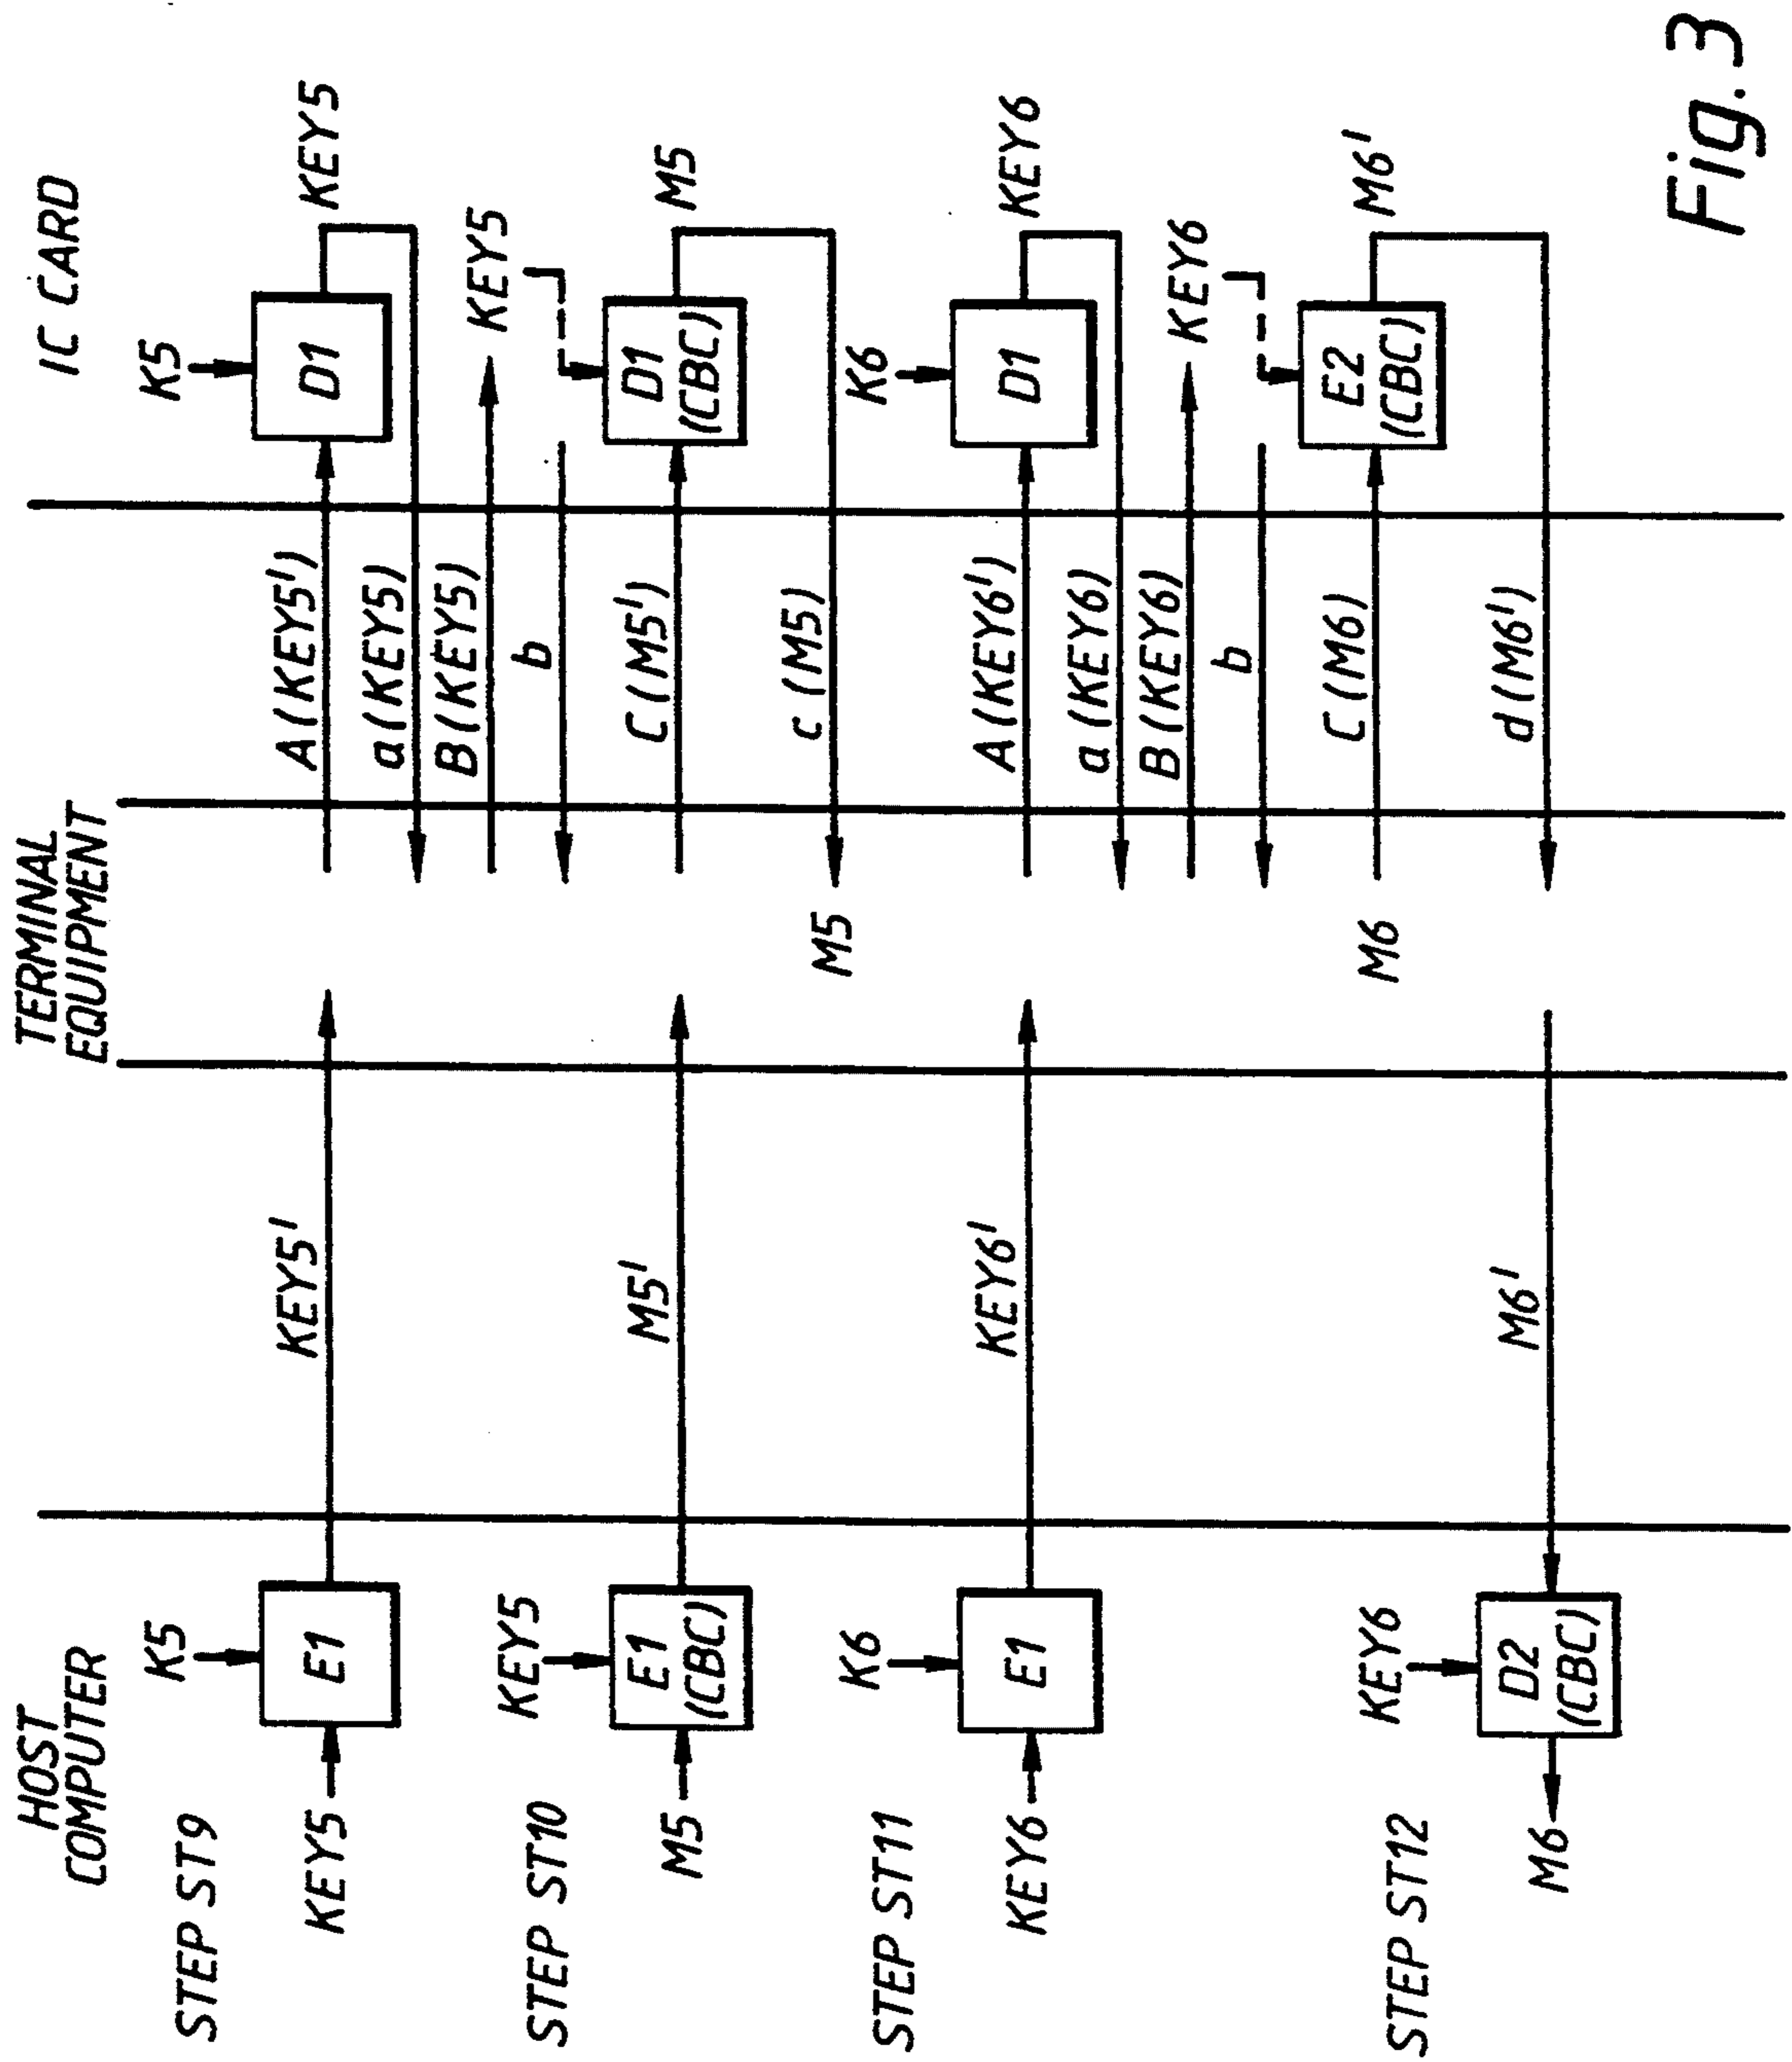 HOST
COMPUTER
TERMINAL
EQUIPMENT
IC CARD
STEP ST9
K5
K5
KEY5
E1
KEY5'
A(KEY5')
D1
KEY5
a(KEY5)
B(KEY5)
KEY5
STEP ST10
KEY5
b
M5
E1
(CBC)
M5'
C(M5')
D1
(CBC)
M5
M5
c(M5)
STEP ST11
K6
K6
KEY6
E1
KEY6'
A(KEY6')
D1
KEY6
a(KEY6)
B(KEY6)
KEY6
b
STEP ST12
KEY6
M6
C(M6)
E2
(CBC)
M6'
M6
D2
(CBC)
M6'
d(M6')
Fig. 3